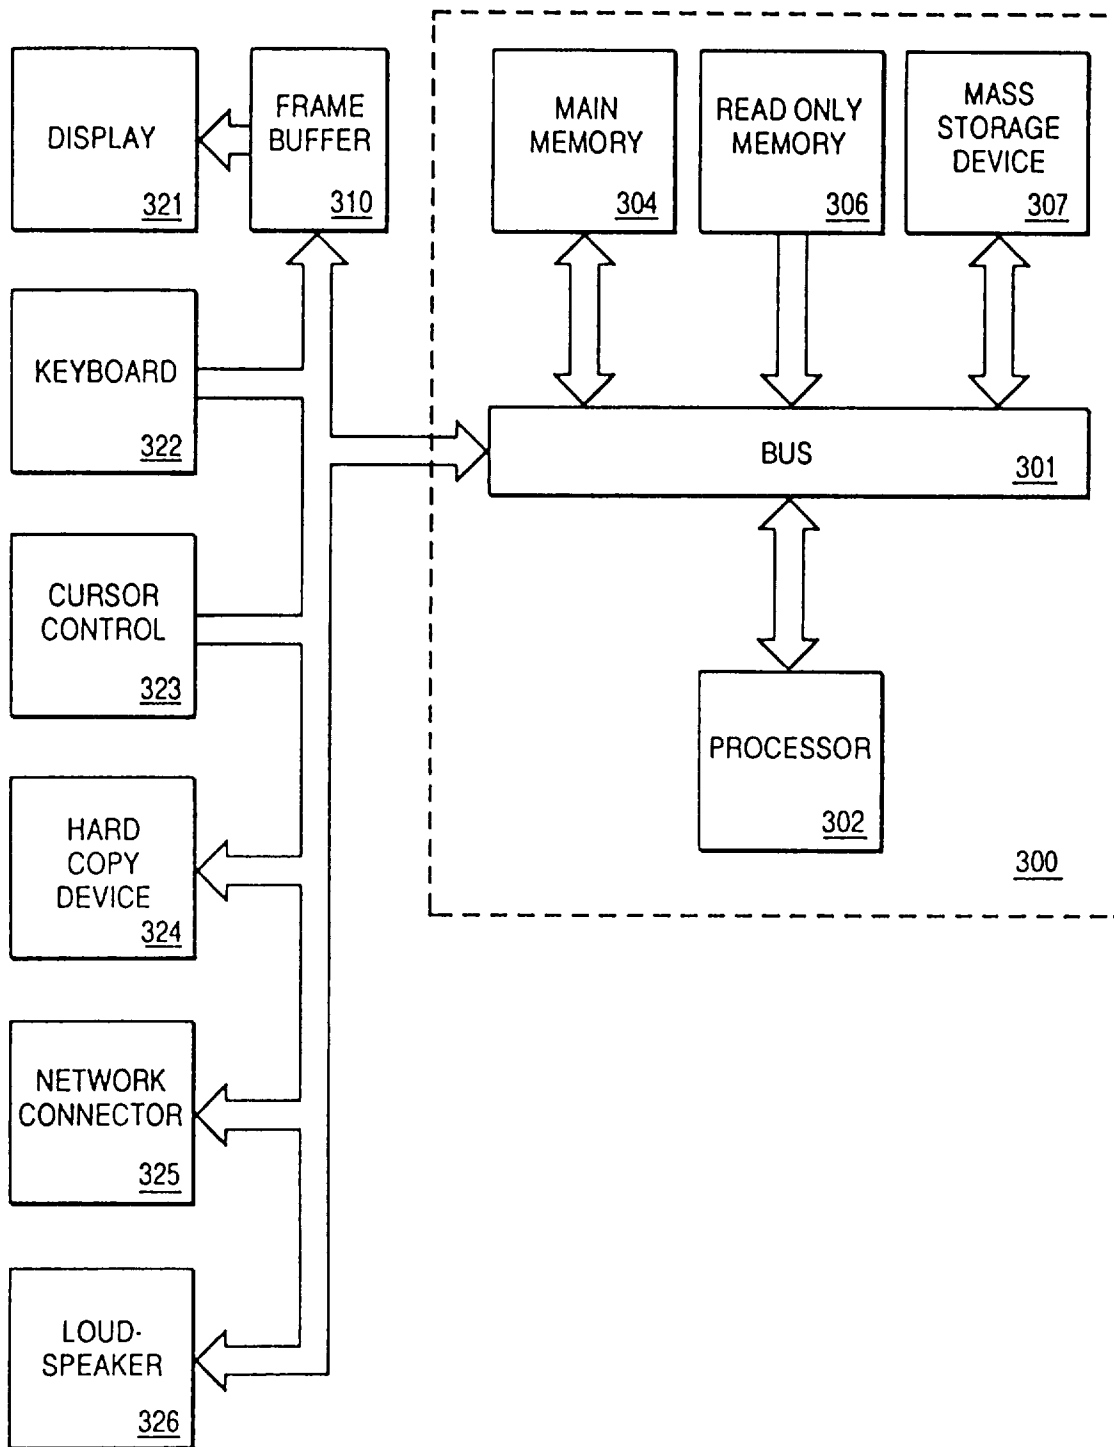 DISPLAY
321
FRAME
BUFFER
310
MAIN
MEMORY
304
READ ONLY
MEMORY
306
MASS
STORAGE
DEVICE
307
KEYBOARD
322
BUS
301
CURSOR
CONTROL
323
PROCESSOR
302
300
HARD
COPY
DEVICE
324
NETWORK
CONNECTOR
325
LOUD-
SPEAKER
326